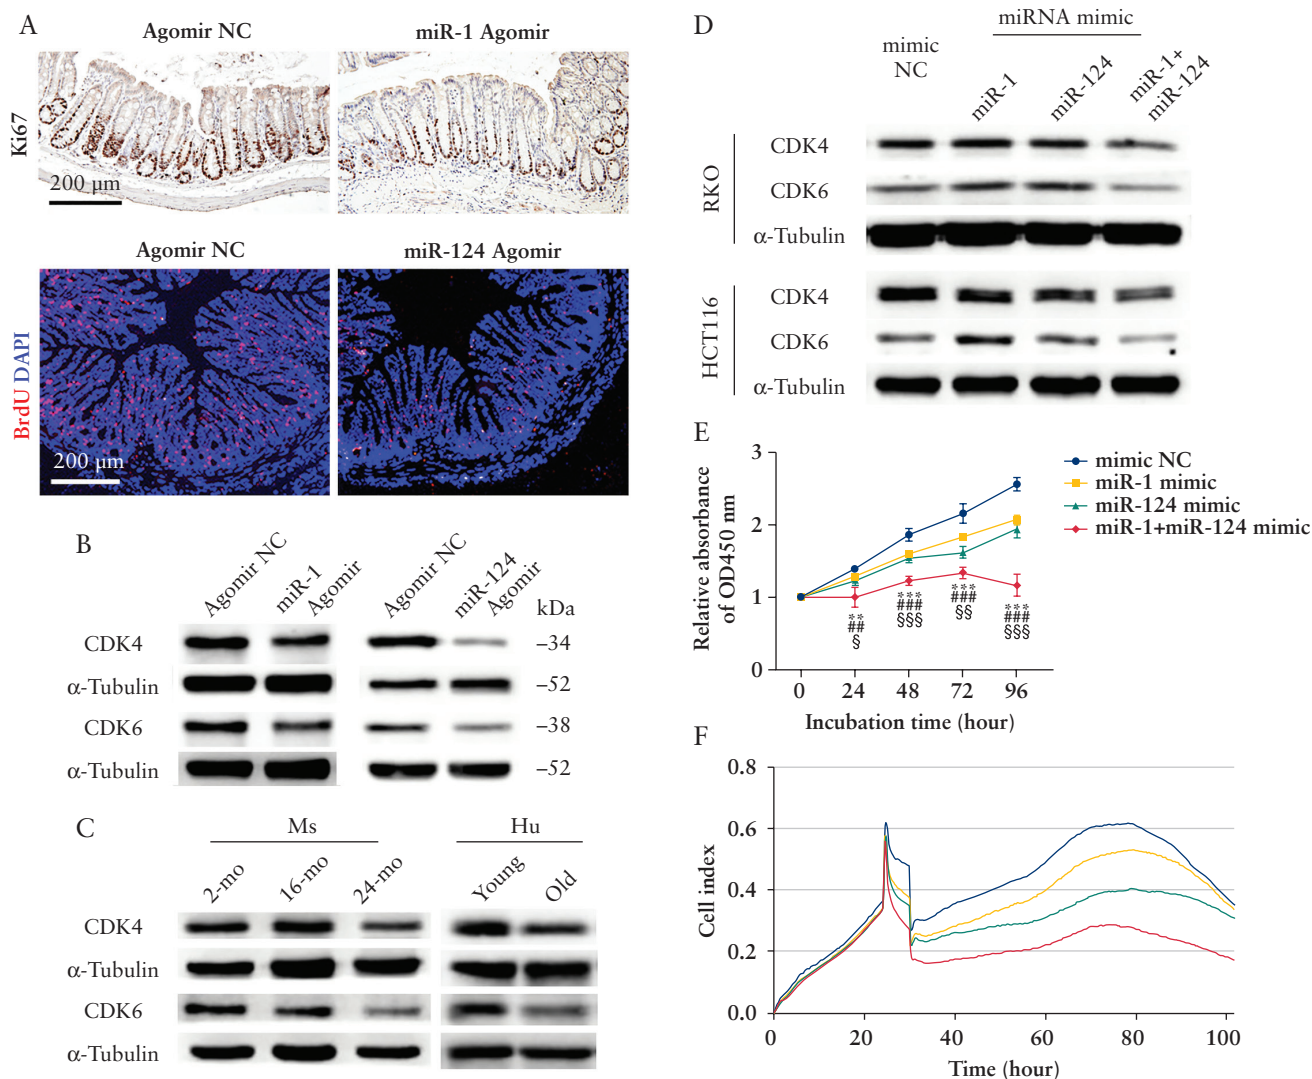 A
Agomir NC
miR-1 Agomir
Ki67
200 μm
Agomir NC
miR-124 Agomir
BrdU DAPI
200 μm
B
Agomir NC
miR-1 Agomir
Agomir NC
miR-124 Agomir
kDa
CDK4
–34
α-Tubulin
–52
CDK6
–38
α-Tubulin
–52
C
Ms
Hu
2-mo
16-mo
24-mo
Young
Old
CDK4
α-Tubulin
CDK6
α-Tubulin
D
miRNA mimic
mimic
NC
miR-1
miR-124
miR-1+
miR-124
RKO
CDK4
CDK6
α-Tubulin
HCT116
CDK4
CDK6
α-Tubulin
E
Relative absorbance
of OD450 nm
3
2
1
0
mimic NC
miR-1 mimic
miR-124 mimic
miR-1+miR-124 mimic
**
##
§
***
###
§§§
***
###
§§
***
###
§§§
0 24 48 72 96
Incubation time (hour)
F
Cell index
0.8
0.6
0.4
0.2
0.0
0 20 40 60 80 100
Time (hour)